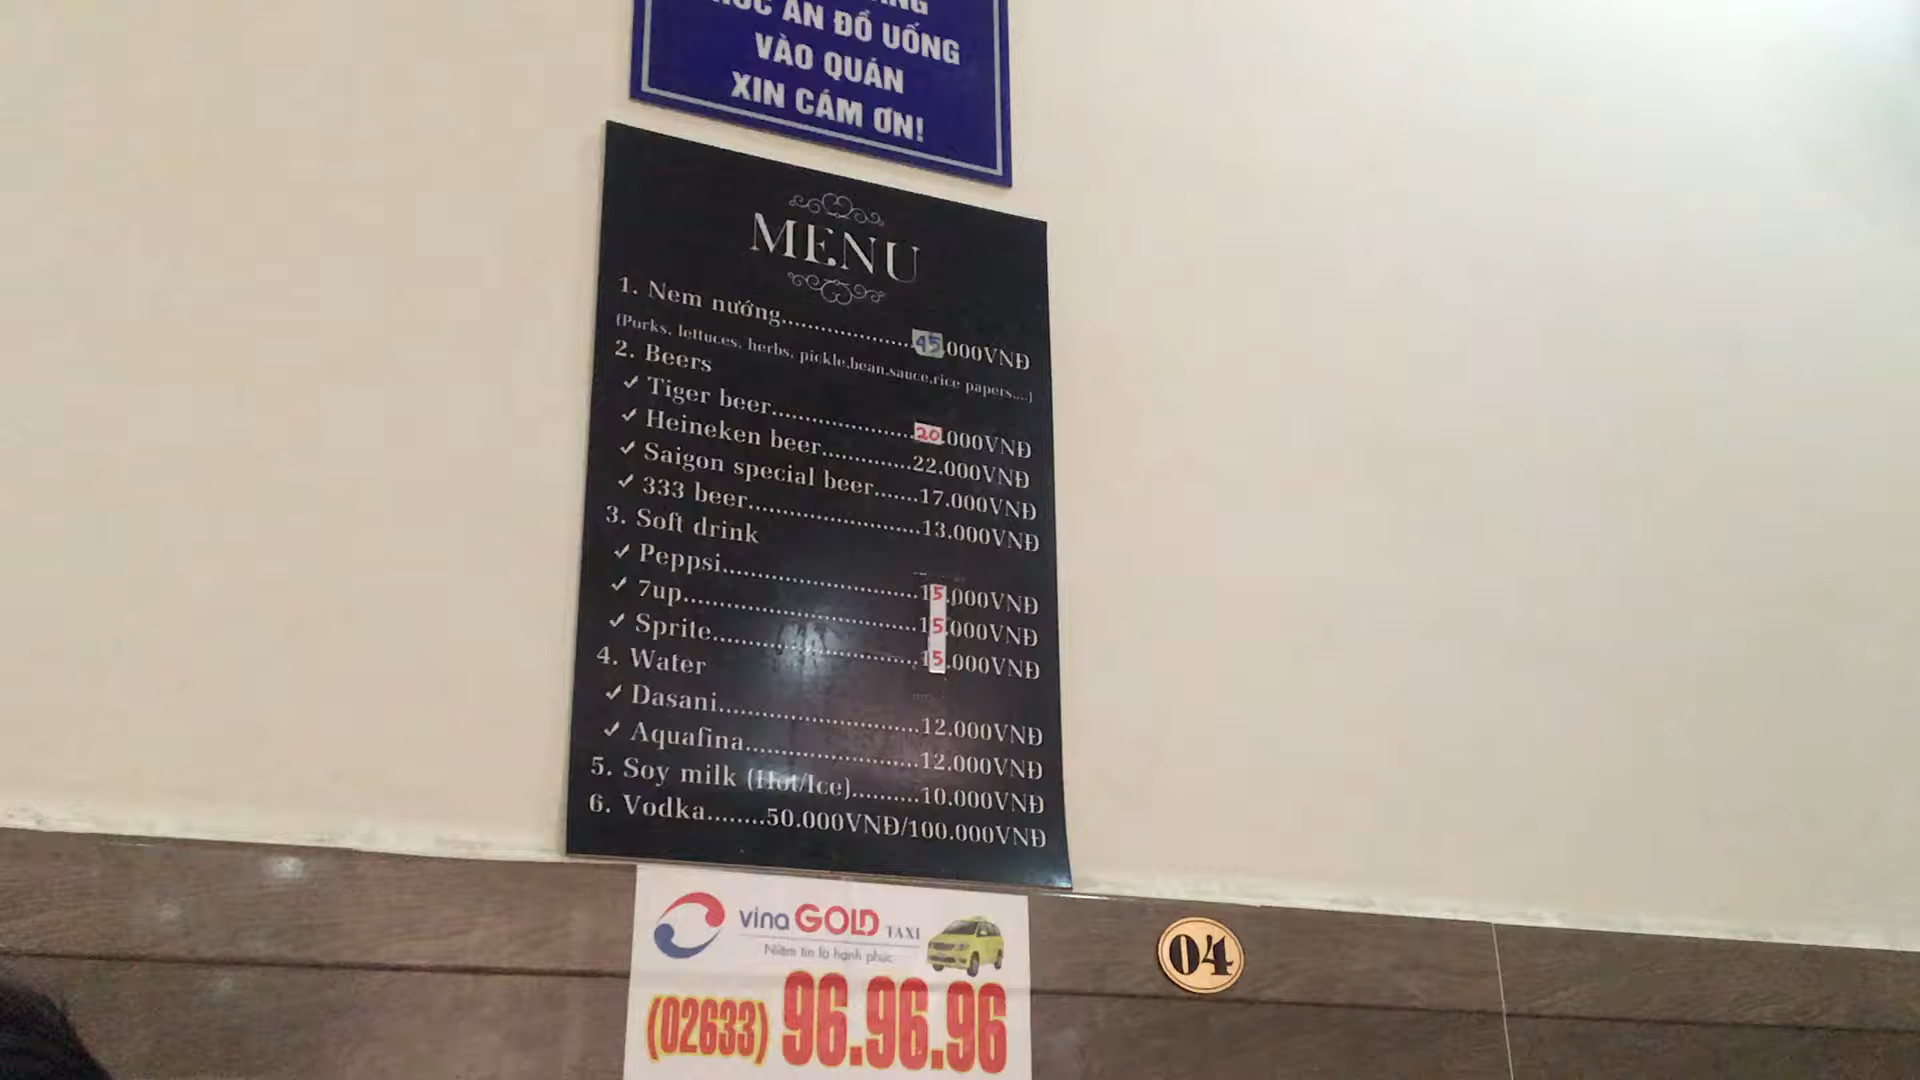 ĂN ĐỒ UỐNG
VÀO QUÁN
XIN CÁM ƠN!
MENU
1. Nem nướng....................45.000VNĐ
(Porks, lettuces, herbs, pickle,bean,sauce,rice papers....)
2. Beers
✓ Tiger beer.....................20.000VNĐ
✓ Heineken beer..............22.000VNĐ
✓ Saigon special beer.......17.000VNĐ
✓ 333 beer..........................13.000VNĐ
3. Soft drink
✓ Peppsi.............................15.000VNĐ
✓ 7up...................................15.000VNĐ
✓ Sprite...............................15.000VNĐ
4. Water
✓ Dasani..............................12.000VNĐ
✓ Aquafina..........................12.000VNĐ
5. Soy milk (Hot/Ice)..........10.000VNĐ
6. Vodka........50.000VNĐ/100.000VNĐ
vina GOLD TAXI
Niềm tin là hạnh phúc
(02633) 96.96.96
04